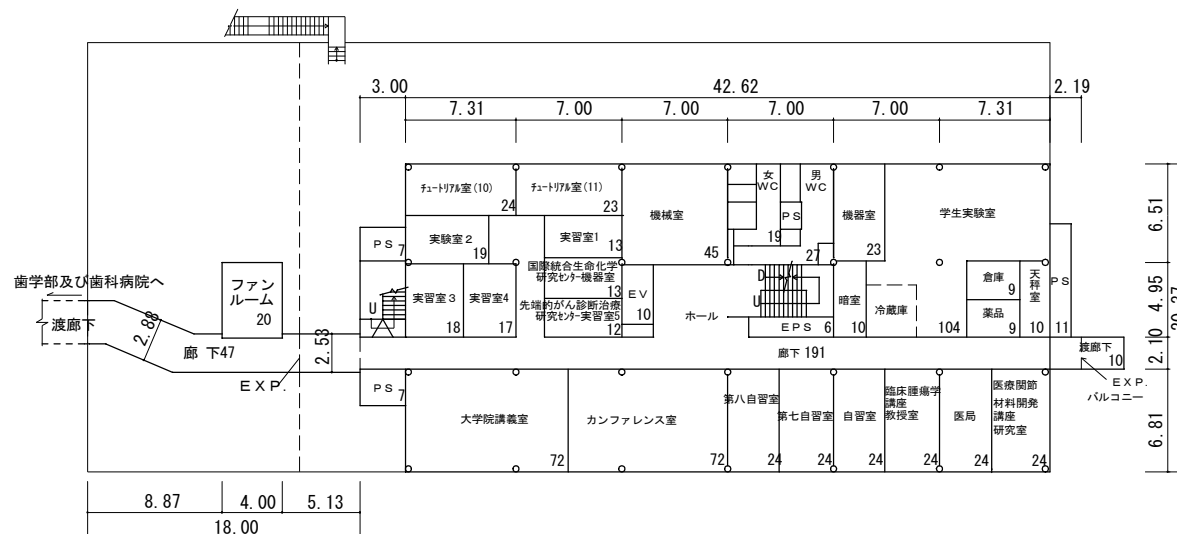 3.00
42.62
2.19
7.31
7.00
7.00
7.00
7.00
7.31
チュートリアル室(10)
24
チュートリアル室(11)
23
機械室
45
女
WC
19
PS
男
WC
27
機器室
23
学生実験室
104
6.51
PS
7
実験室2
19
実習室1
13
国際統合生命化学
研究センター機器室
13
先端的がん診断治療
研究センター実習室5
12
実習室3
18
実習室4
17
U
EV
10
ホール
D
U
EPS
6
暗室
10
冷蔵庫
倉庫
9
薬品
9
天秤室
10
PS
11
4.95
20.37
歯学部及び歯科病院へ
渡廊下
2.88
ファン
ルーム
20
廊 下47
2.53
EXP.
廊下 191
渡廊下
10
2.10
EXP.
バルコニー
PS
7
大学院講義室
72
カンファレンス室
72
第八自習室
24
第七自習室
24
自習室
24
臨床腫瘍学
講座
教授室
24
医局
24
医療関節
材料開発
講座
研究室
24
6.81
8.87
4.00
5.13
18.00